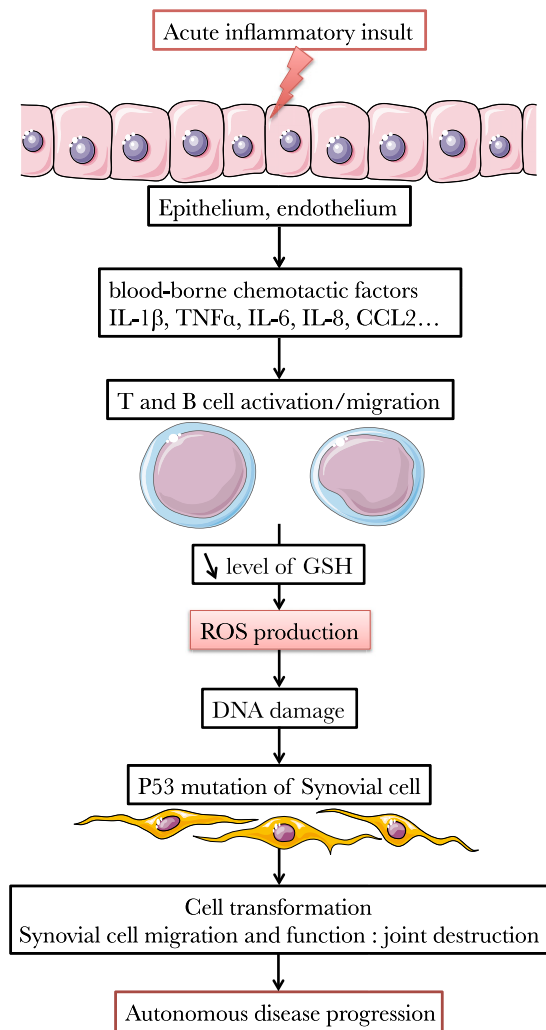 Acute inflammatory insult
Epithelium, endothelium
blood-borne chemotactic factors
IL-1β, TNFα, IL-6, IL-8, CCL2…
T and B cell activation/migration
↘ level of GSH
ROS production
DNA damage
P53 mutation of Synovial cell
Cell transformation
Synovial cell migration and function : joint destruction
Autonomous disease progression